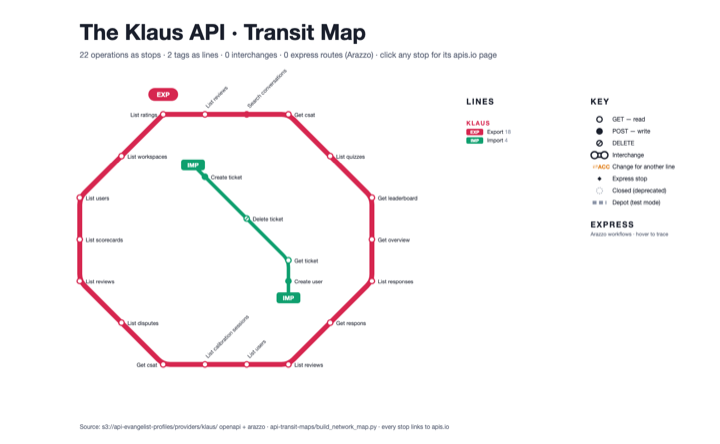 The Klaus API · Transit Map
22 operations as stops · 2 tags as lines · 0 interchanges · 0 express routes (Arazzo) · click any stop for its apis.io page
EXP
List reviews
Search conversations
List ratings
Get csat
List workspaces
List quizzes
IMP
Create ticket
List users
Get leaderboard
Delete ticket
List scorecards
Get overview
Get ticket
List reviews
Create user
List responses
IMP
List disputes
Get respons
List calibration sessions
List users
Get csat
List reviews
LINES
KLAUS
EXP Export 18
IMP Import 4
KEY
GET — read
POST — write
DELETE
Interchange
Change for another line
Express stop
Closed (deprecated)
Depot (test mode)
EXPRESS
Arazzo workflows · hover to trace
Source: s3://api-evangelist-profiles/providers/klaus/ openapi + arazzo · api-transit-maps/build_network_map.py · every stop links to apis.io